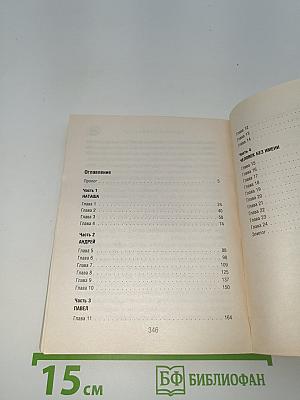 Оглавление
Пролог 5
Часть 1
НАТАША
Глава 1 24
Глава 2 40
Глава 3 58
Глава 4 74
Часть 2
АНДРЕЙ
Глава 5 86
Глава 6 98
Глава 7 109
Глава 8 125
Глава 9 137
Глава 10 150
Часть 3
ПАВЕЛ
Глава 11 164
346
Глава 12
Глава 13
Глава 14
Часть 4
ЧЕЛОВЕК БЕЗ ИМЕНИ
Глава 15
Глава 16
Глава 17
Глава 18
Глава 19
Глава 20
Глава 21
Глава 22
Глава 23
Глава 24
Эпилог
15 см
БФ БИБЛИОФАН